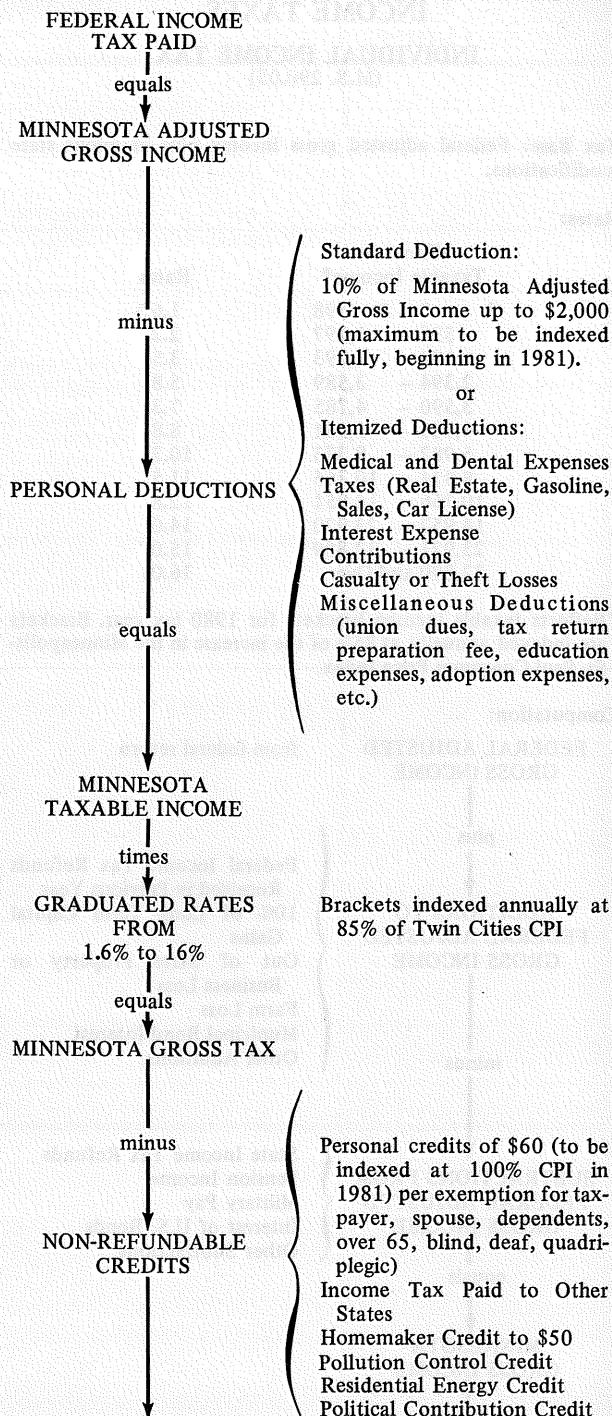 FEDERAL INCOME
TAX PAID
equals
MINNESOTA ADJUSTED
GROSS INCOME
minus
Standard Deduction:
10% of Minnesota Adjusted
Gross Income up to $2,000
(maximum to be indexed
fully, beginning in 1981).
or
Itemized Deductions:
Medical and Dental Expenses
PERSONAL DEDUCTIONS
Taxes (Real Estate, Gasoline,
Sales, Car License)
Interest Expense
Contributions
Casualty or Theft Losses
Miscellaneous Deductions
(union dues, tax return
preparation fee, education
expenses, adoption expenses,
etc.)
equals
MINNESOTA
TAXABLE INCOME
times
GRADUATED RATES
FROM
1.6% to 16%
Brackets indexed annually at
85% of Twin Cities CPI
equals
MINNESOTA GROSS TAX
minus
NON-REFUNDABLE
CREDITS
Personal credits of $60 (to be
indexed at 100% CPI in
1981) per exemption for tax-
payer, spouse, dependents,
over 65, blind, deaf, quadri-
plegic)
Income Tax Paid to Other
States
Homemaker Credit to $50
Pollution Control Credit
Residential Energy Credit
Political Contribution Credit